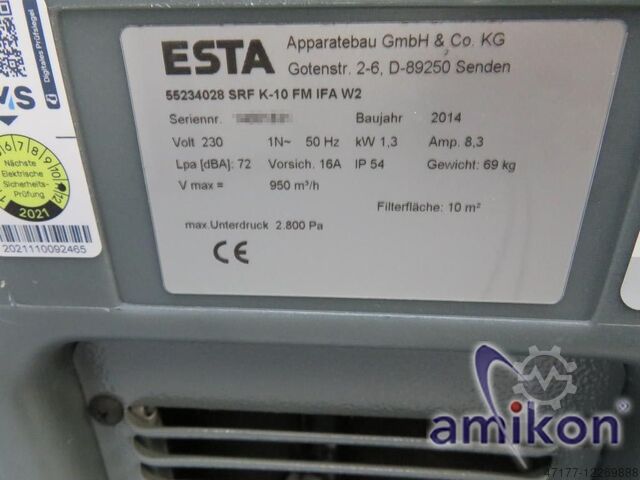 Digitales Prüfsiegel
ESTA Apparatebau GmbH & Co. KG
Gotenstr. 2-6, D-89250 Senden
55234028 SRF K-10 FM IFA W2
Seriennr. Baujahr 2014
Volt 230 1N~ 50 Hz kW 1,3 Amp. 8,3
Lpa [dBA]: 72 Vorsich. 16A IP 54 Gewicht: 69 kg
V max = 950 m³/h
Filterfläche: 10 m²
max.Unterdruck 2.800 Pa
CE
Nächste
Elektrische
Sicherheits-
Prüfung
2021
2021110092465
amikon®
47177-12289888